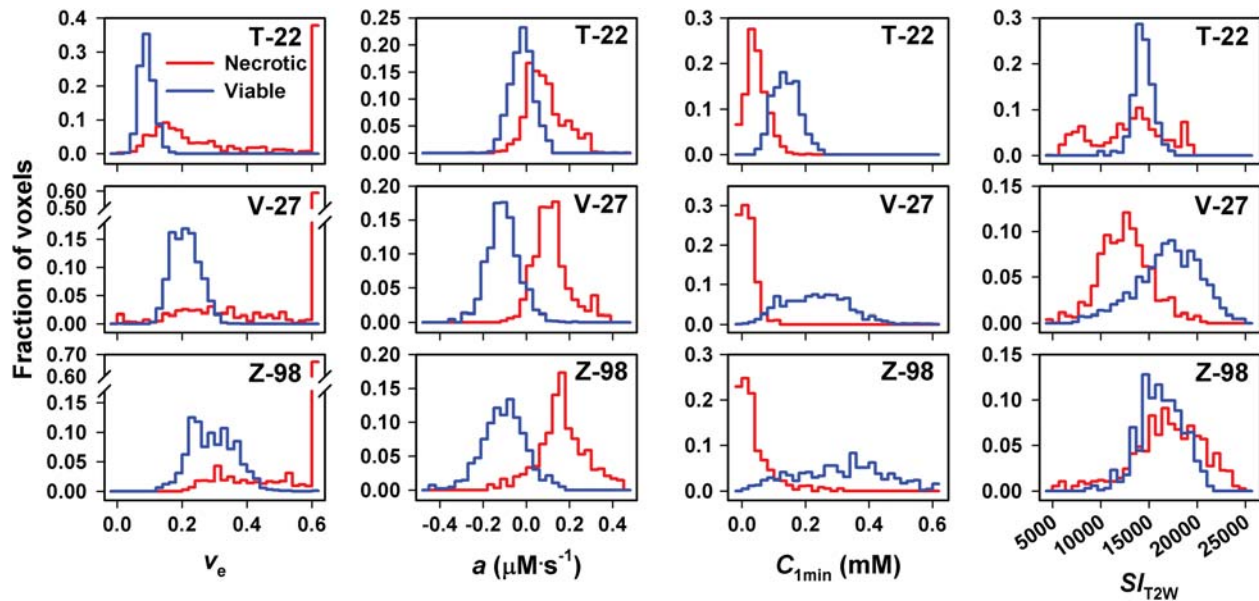 Fraction of voxels
0.4
0.3
0.2
0.1
0.0
T-22
Necrotic
Viable
0.25
0.20
0.15
0.10
0.05
0.00
T-22
0.3
0.2
0.1
0.0
T-22
0.3
0.2
0.1
0.0
T-22
0.60
0.50
0.15
0.10
0.05
0.00
V-27
0.20
0.15
0.10
0.05
0.00
V-27
0.3
0.2
0.1
0.0
V-27
0.15
0.10
0.05
0.00
V-27
0.70
0.60
0.15
0.10
0.05
0.00
Z-98
0.20
0.15
0.10
0.05
0.00
Z-98
0.3
0.2
0.1
0.0
Z-98
0.15
0.10
0.05
0.00
Z-98
0.0 0.2 0.4 0.6
-0.4 -0.2 0.0 0.2 0.4
0.0 0.2 0.4 0.6
5000 10000 15000 20000 25000
vₑ
a (μM·s⁻¹)
C1min (mM)
SIT2W